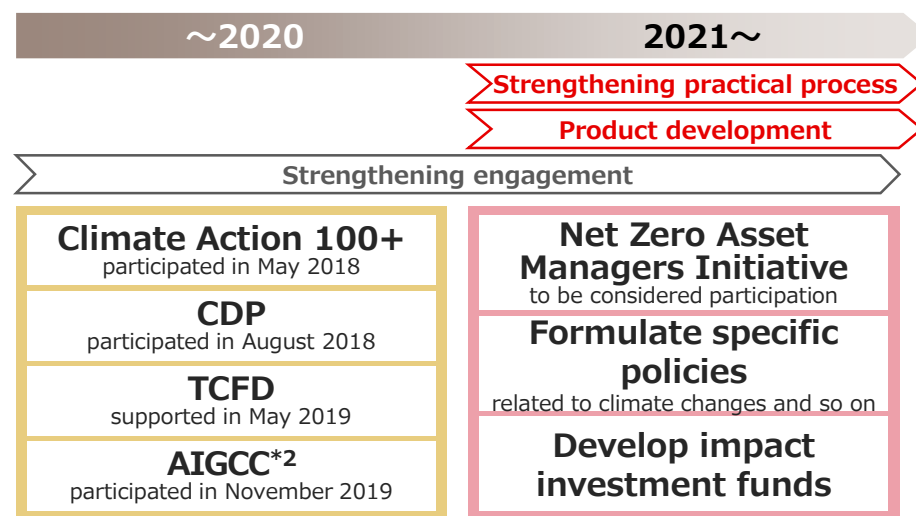 ～2020
2021～
Strengthening practical process
Product development
Strengthening engagement
Climate Action 100+
participated in May 2018
CDP
participated in August 2018
TCFD
supported in May 2019
AIGCC*2
participated in November 2019
Net Zero Asset
Managers Initiative
to be considered participation
Formulate specific
policies
related to climate changes and so on
Develop impact
investment funds